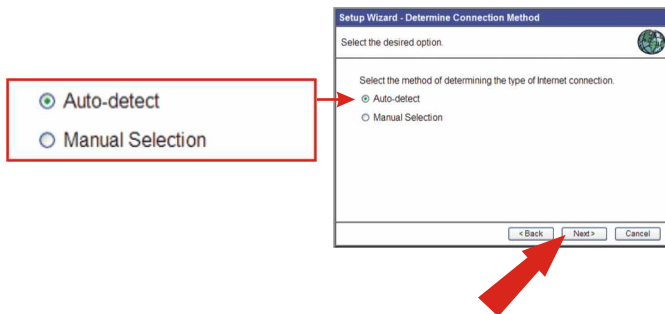 Setup Wizard - Determine Connection Method
Select the desired option.
Select the method of determining the type of Internet connection.
Auto-detect
Manual Selection
Auto-detect
Manual Selection
< Back Next > Cancel